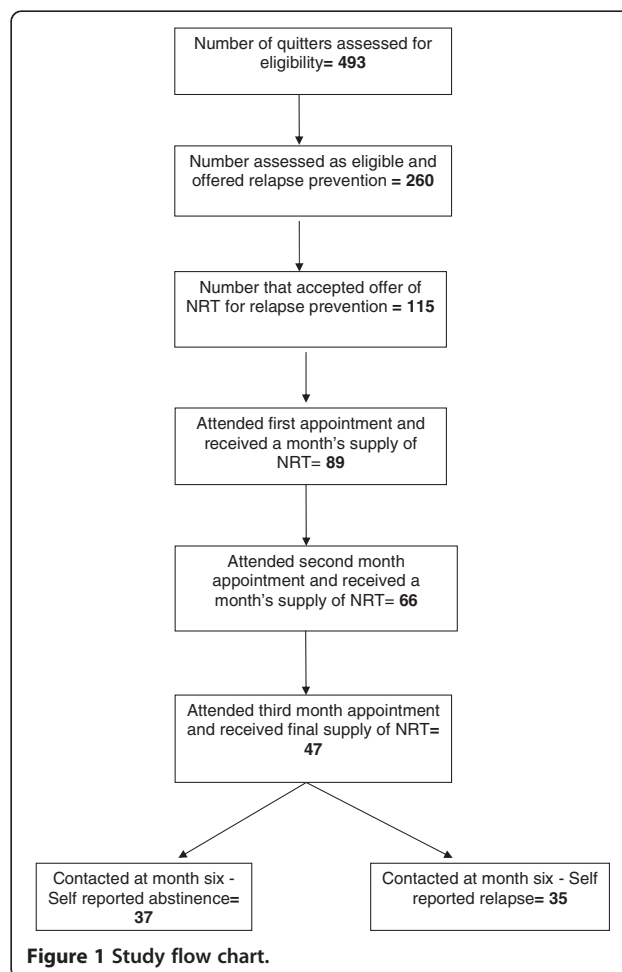 Number of quitters assessed for
eligibility= 493
Number assessed as eligible and
offered relapse prevention = 260
Number that accepted offer of
NRT for relapse prevention = 115
Attended first appointment and
received a month's supply of
NRT= 89
Attended second month
appointment and received a
month's supply of NRT= 66
Attended third month appointment
and received final supply of NRT=
47
Contacted at month six -
Self reported abstinence=
37
Contacted at month six - Self
reported relapse= 35
Figure 1 Study flow chart.